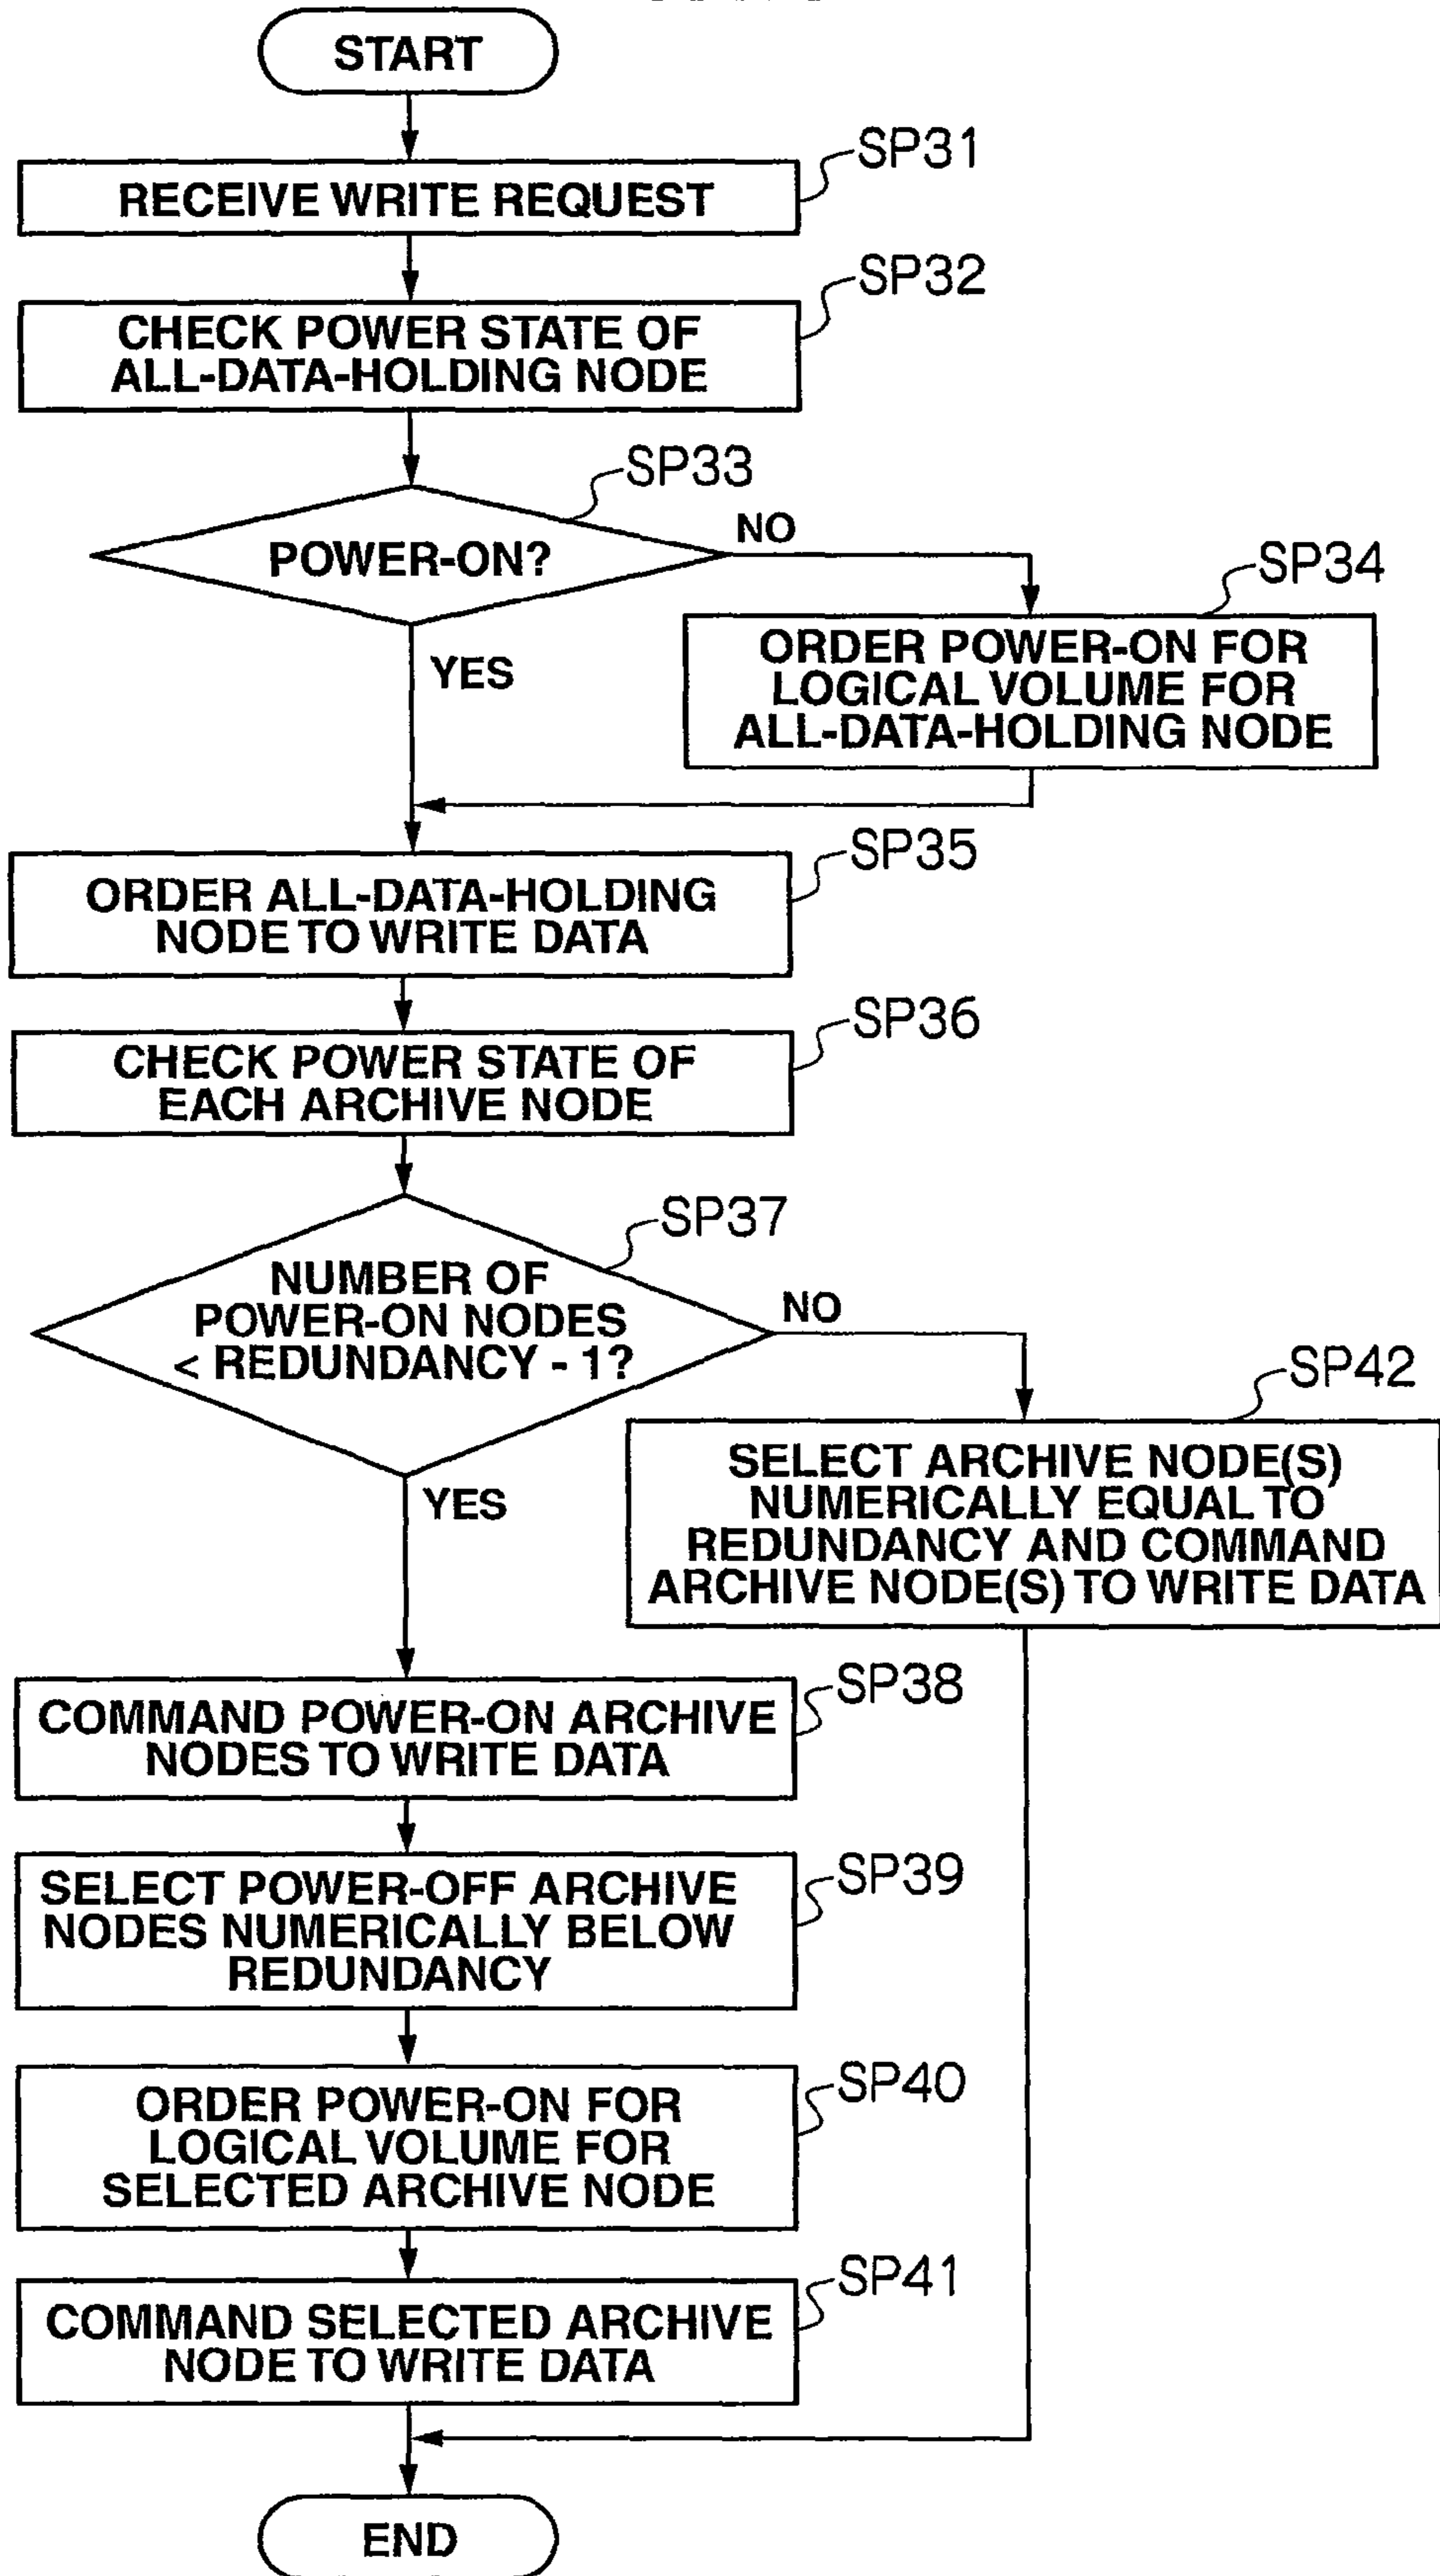 START
SP31
RECEIVE WRITE REQUEST
SP32
CHECK POWER STATE OF
ALL-DATA-HOLDING NODE
SP33
POWER-ON?
NO
YES
SP34
ORDER POWER-ON FOR
LOGICAL VOLUME FOR
ALL-DATA-HOLDING NODE
SP35
ORDER ALL-DATA-HOLDING
NODE TO WRITE DATA
SP36
CHECK POWER STATE OF
EACH ARCHIVE NODE
SP37
NUMBER OF
POWER-ON NODES
< REDUNDANCY - 1?
NO
YES
SP42
SELECT ARCHIVE NODE(S)
NUMERICALLY EQUAL TO
REDUNDANCY AND COMMAND
ARCHIVE NODE(S) TO WRITE DATA
SP38
COMMAND POWER-ON ARCHIVE
NODES TO WRITE DATA
SP39
SELECT POWER-OFF ARCHIVE
NODES NUMERICALLY BELOW
REDUNDANCY
SP40
ORDER POWER-ON FOR
LOGICAL VOLUME FOR
SELECTED ARCHIVE NODE
SP41
COMMAND SELECTED ARCHIVE
NODE TO WRITE DATA
END